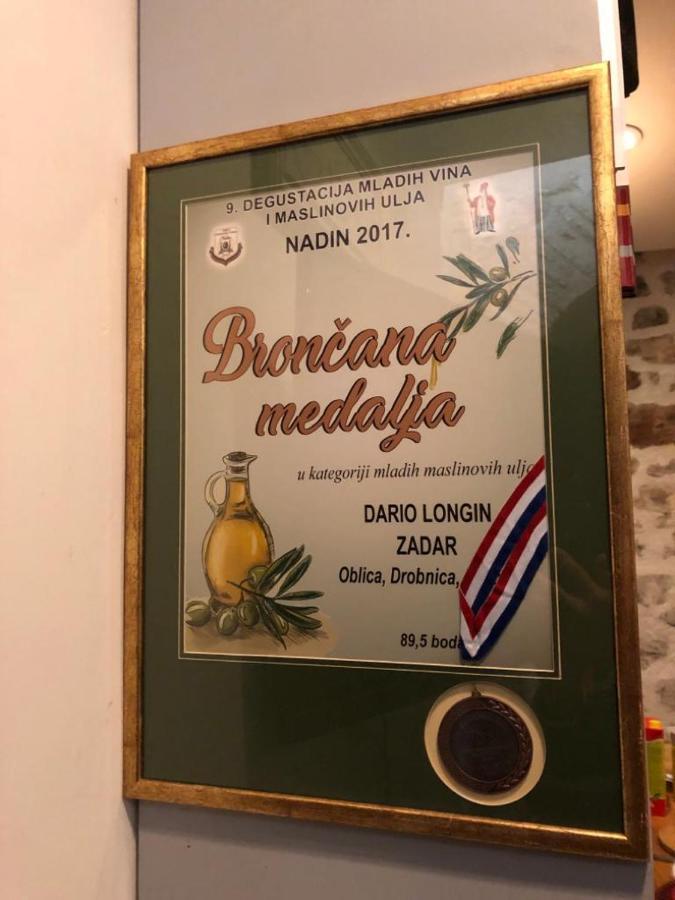 9. DEGUSTACIJA MLADIH VINA
I MASLINOVIH ULJA
NADIN 2017.
Brončana
medalja
u kategoriji mladih maslinovih ulja
DARIO LONGIN
ZADAR
Oblica, Drobnica,
89,5 boda